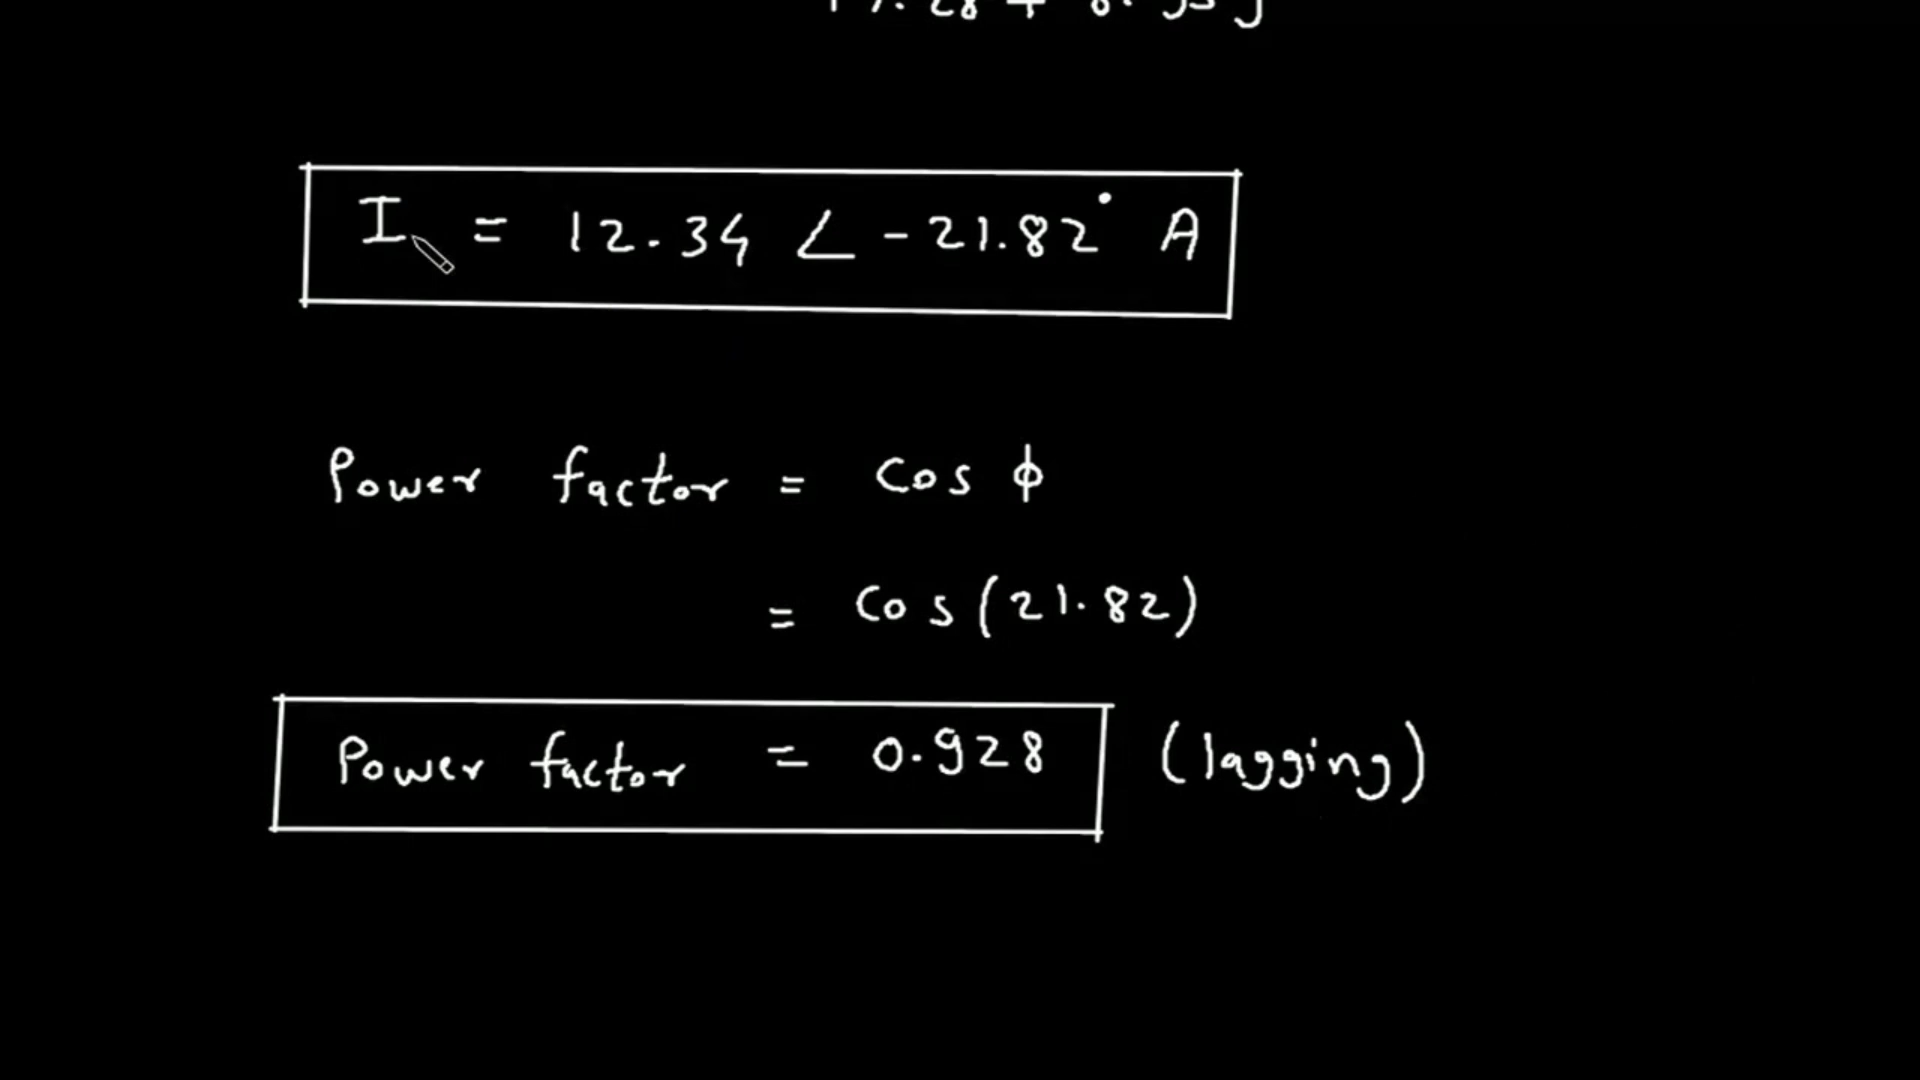 I = 12.34 ∠ -21.82° A
Power factor = cos ϕ
= cos(21.82)
Power factor = 0.928 (lagging)